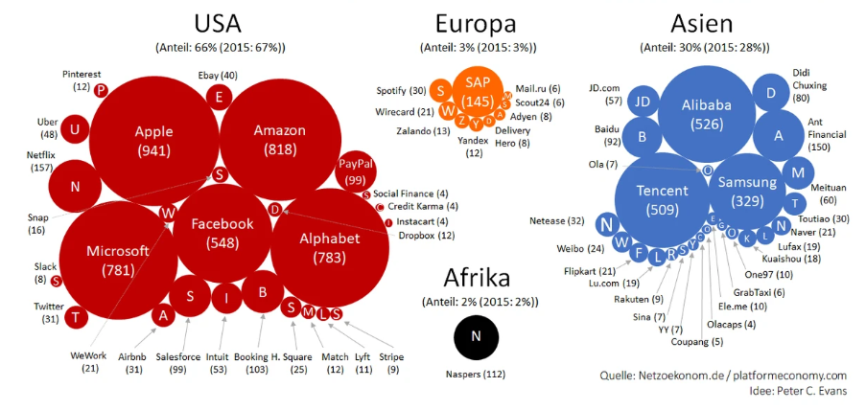 USA
(Anteil: 66% (2015: 67%))
Pinterest
(12)
P
Ebay (40)
E
Uber
(48)
U
Apple
(941)
Amazon
(818)
Netflix
(157)
N
PayPal
(99)
S
Social Finance (4)
C
Credit Karma (4)
I
Instacart (4)
Dropbox (12)
D
Snap
(16)
S
W
Facebook
(548)
Microsoft
(781)
Alphabet
(783)
Slack
(8)
S
Twitter
(31)
T
A
S
I
B
S
M
L
S
WeWork
(21)
Airbnb
(31)
Salesforce
(99)
Intuit
(53)
Booking H.
(103)
Square
(25)
Match
(12)
Lyft
(11)
Stripe
(9)
Europa
(Anteil: 3% (2015: 3%))
Spotify (30)
S
SAP
(145)
Mail.ru (6)
M
Scout24 (6)
S
Wirecard (21)
W
Adyen (8)
A
Zalando (13)
Z
Y
D
Delivery
Hero (8)
Yandex
(12)
Afrika
(Anteil: 2% (2015: 2%))
N
Naspers (112)
Asien
(Anteil: 30% (2015: 28%))
JD.com
(57)
JD
Alibaba
(526)
D
Didi
Chuxing
(80)
Baidu
(92)
B
A
Ant
Financial
(150)
Ola (7)
O
Tencent
(509)
Samsung
(329)
M
Meituan
(60)
T
Toutiao (30)
Netease (32)
N
N
Naver (21)
Weibo (24)
W
L
Lufax (19)
K
Kuaishou (18)
Flipkart (21)
F
O
One97 (10)
Lu.com (19)
L
G
GrabTaxi (6)
Rakuten (9)
R
E
Ele.me (10)
Sina (7)
S
O
Olacaps (4)
YY (7)
Y
C
Coupang (5)
Quelle: Netzoekonom.de / platformeconomy.com
Idee: Peter C. Evans